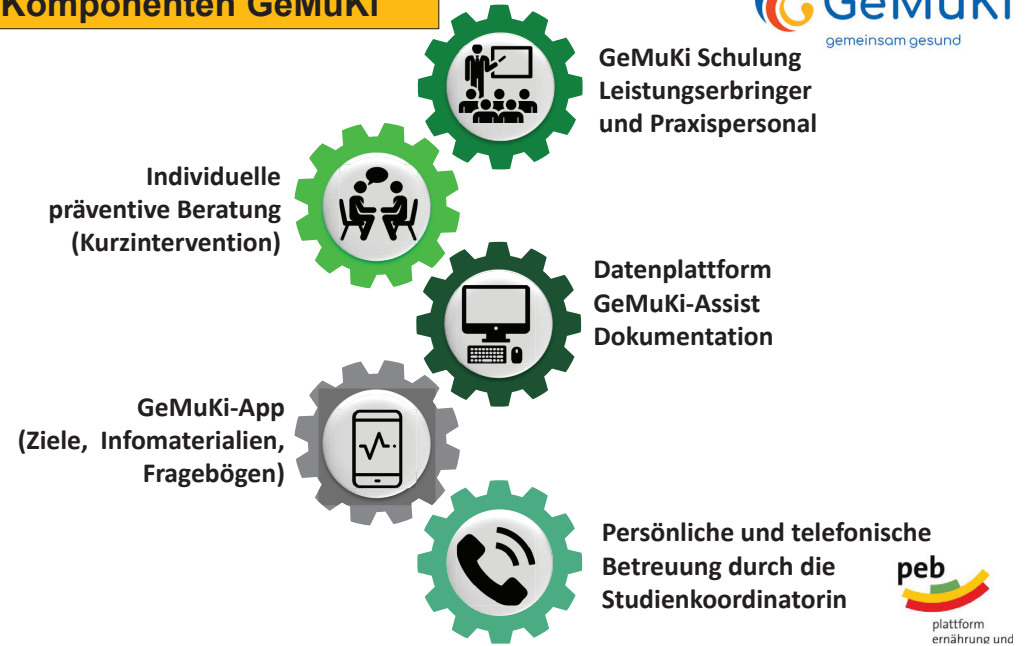 Komponenten GeMuKi
GeMuKi
gemeinsam gesund
GeMuKi Schulung
Leistungserbringer
und Praxispersonal
Individuelle
präventive Beratung
(Kurzintervention)
Datenplattform
GeMuKi-Assist
Dokumentation
GeMuKi-App
(Ziele, Infomaterialien,
Fragebögen)
Persönliche und telefonische
Betreuung durch die
Studienkoordinatorin
peb
plattform
ernährung und